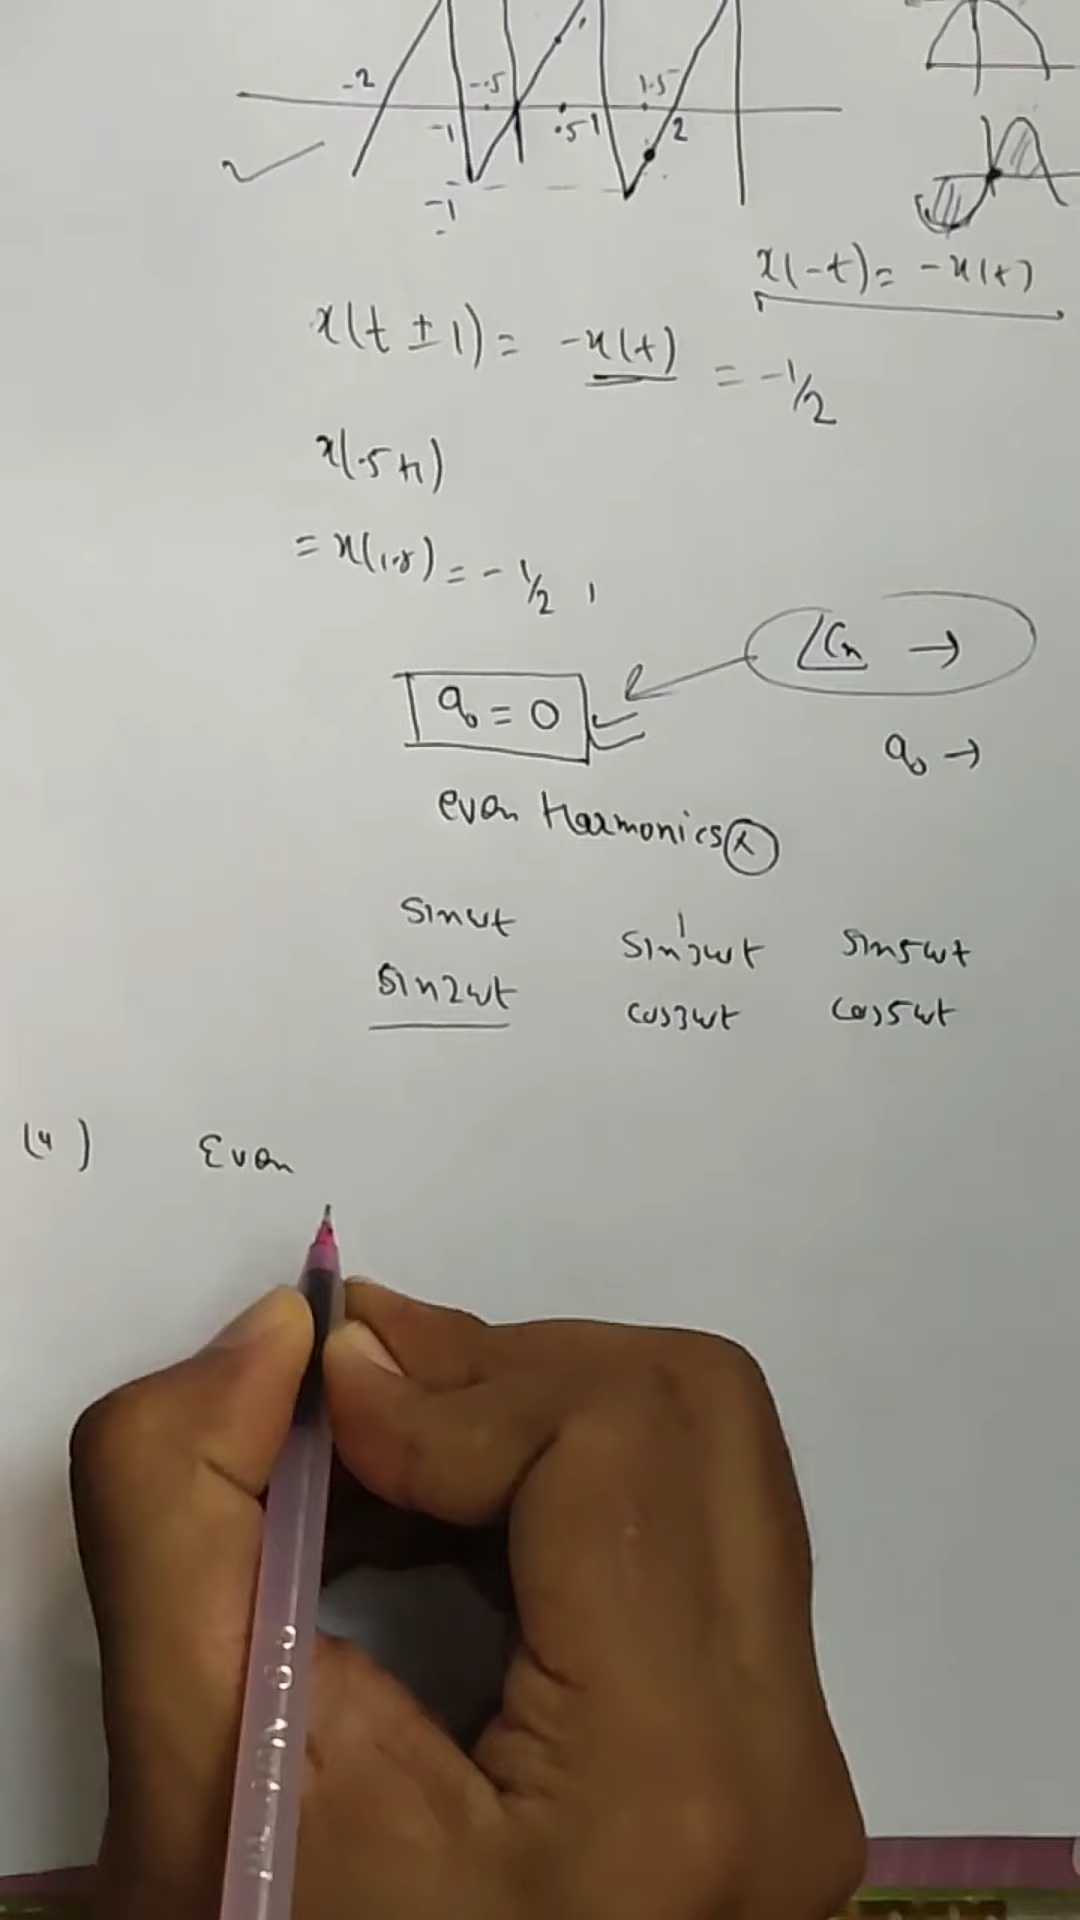 -2 -.5 1.5
-1 .5 1 2
-1
x(-t) = -x(t)
x(t ± 1) = -x(t) = -1/2
x(.5+1)
= x(1.5) = -1/2 ,
∠Cn →
a₀ = 0
a₀ →
even Harmonics x
sinωt sin3ωt sin5ωt
sin2ωt cos3ωt cos5ωt
(4) Even